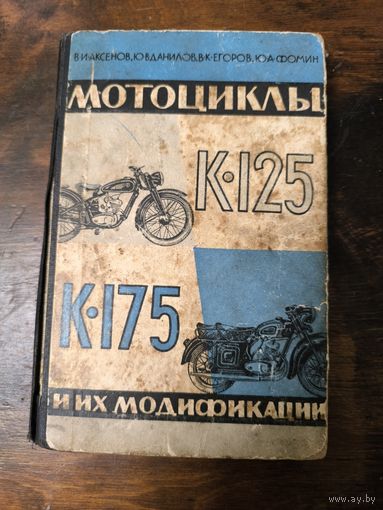 В·И·АКСЕНОВ, Ю·В·ДАНИЛОВ, В·К·ЕГОРОВ, Ю·А·ФОМИН
МОТОЦИКЛЫ
К·125
К·175
И ИХ МОДИФИКАЦИИ
www.ay.by